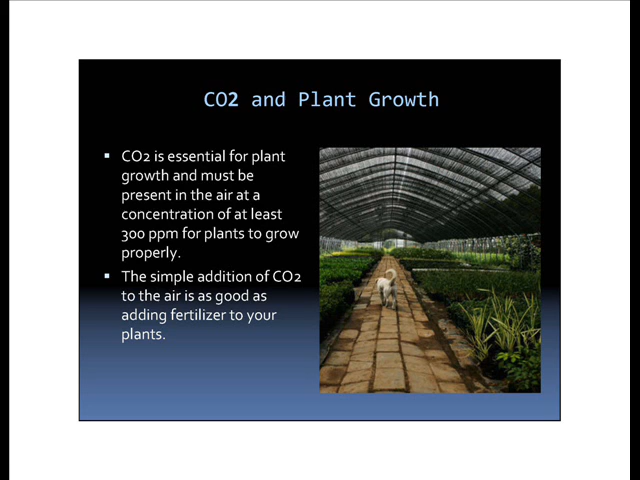 CO2 and Plant Growth
CO2 is essential for plant
growth and must be
present in the air at a
concentration of at least
300 ppm for plants to grow
properly.
The simple addition of CO2
to the air is as good as
adding fertilizer to your
plants.